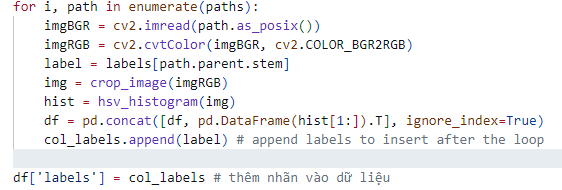 for i, path in enumerate(paths):
    imgBGR = cv2.imread(path.as_posix())
    imgRGB = cv2.cvtColor(imgBGR, cv2.COLOR_BGR2RGB)
    label = labels[path.parent.stem]
    img = crop_image(imgRGB)
    hist = hsv_histogram(img)
    df = pd.concat([df, pd.DataFrame(hist[1:]).T], ignore_index=True)
    col_labels.append(label) # append labels to insert after the loop
df['labels'] = col_labels # thêm nhãn vào dữ liệu